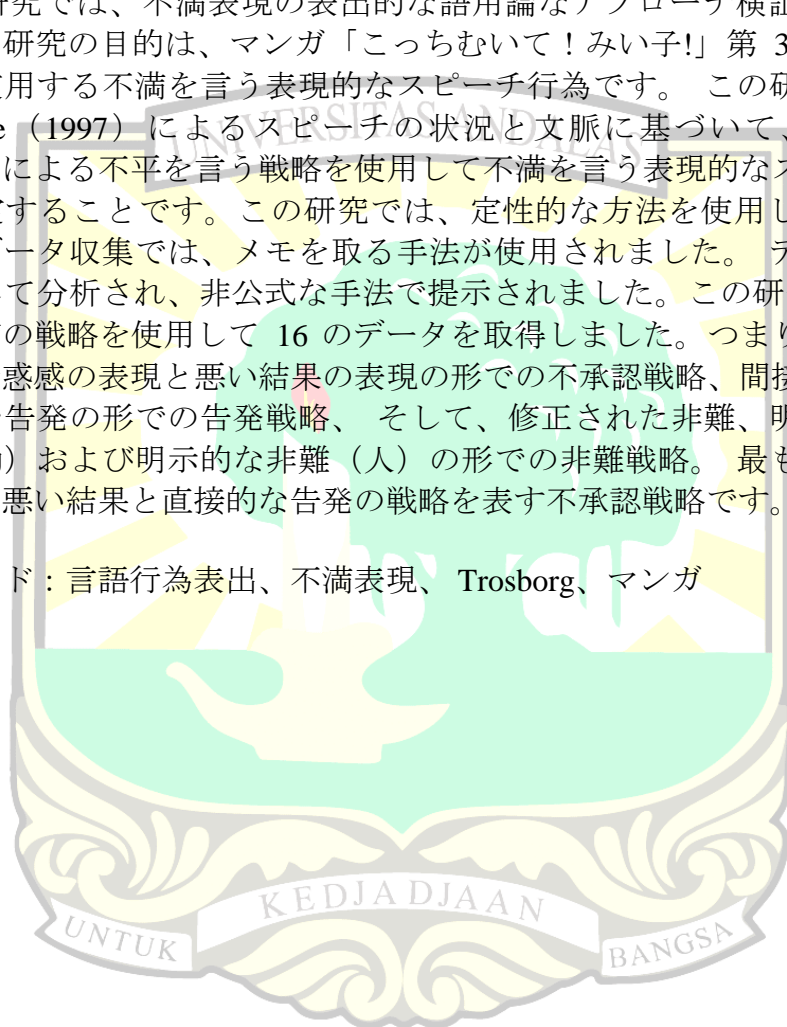 研究では、不満表現の表出的な語用論なアプローチ検証
研究の目的は、マンガ「こっちむいて!みい子!」第 3
使用する不満を言う表現的なスピーチ行為です。 この研
e(1997)によるスピーチの状況と文脈に基づいて、
による不平を言う戦略を使用して不満を言う表現的なス
することです。この研究では、定性的な方法を使用し
データ収集では、メモを取る手法が使用されました。 デ
て分析され、非公式な手法で提示されました。この研
の戦略を使用して 16 のデータを取得しました。つまり
惑感の表現と悪い結果の表現の形での不承認戦略、間接
告発の形での告発戦略、 そして、修正された非難、明
)および明示的な非難(人)の形での非難戦略。 最も
悪い結果と直接的な告発の戦略を表す不承認戦略です。
ド:言語行為表出、不満表現、 Trosborg、マンガ
UNIVERSITAS ANDALAS
KEDJADJAAN
UNTUK
BANGSA